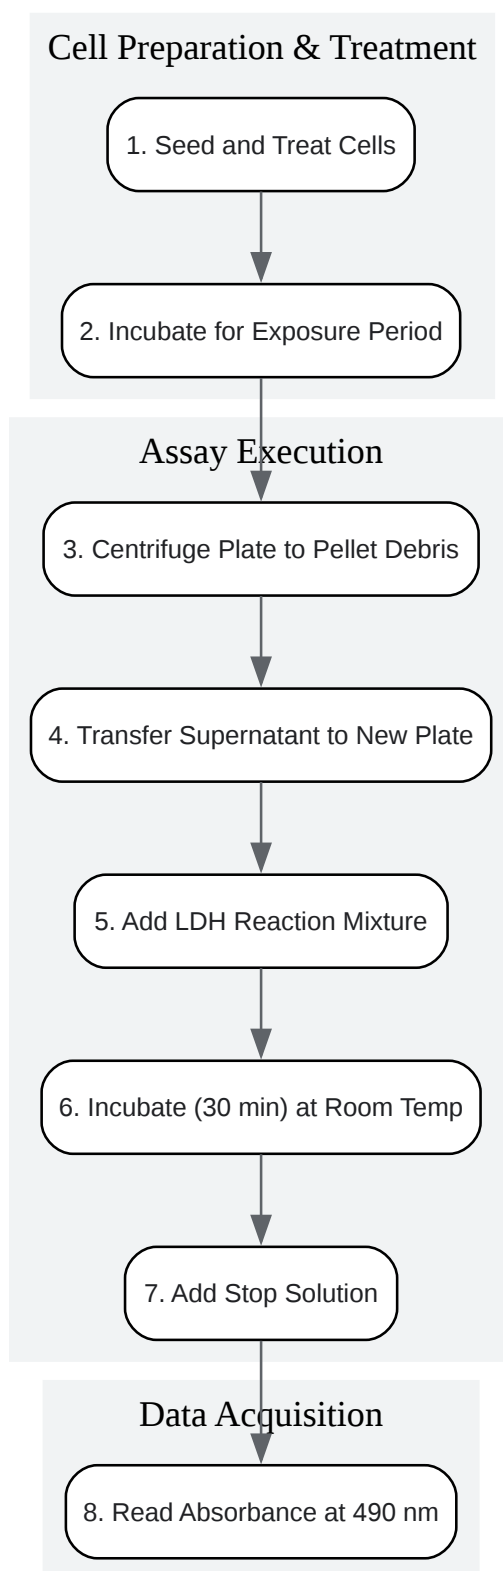 Cell Preparation & Treatment
1. Seed and Treat Cells
2. Incubate for Exposure Period
Assay Execution
3. Centrifuge Plate to Pellet Debris
4. Transfer Supernatant to New Plate
5. Add LDH Reaction Mixture
6. Incubate (30 min) at Room Temp
7. Add Stop Solution
Data Acquisition
8. Read Absorbance at 490 nm